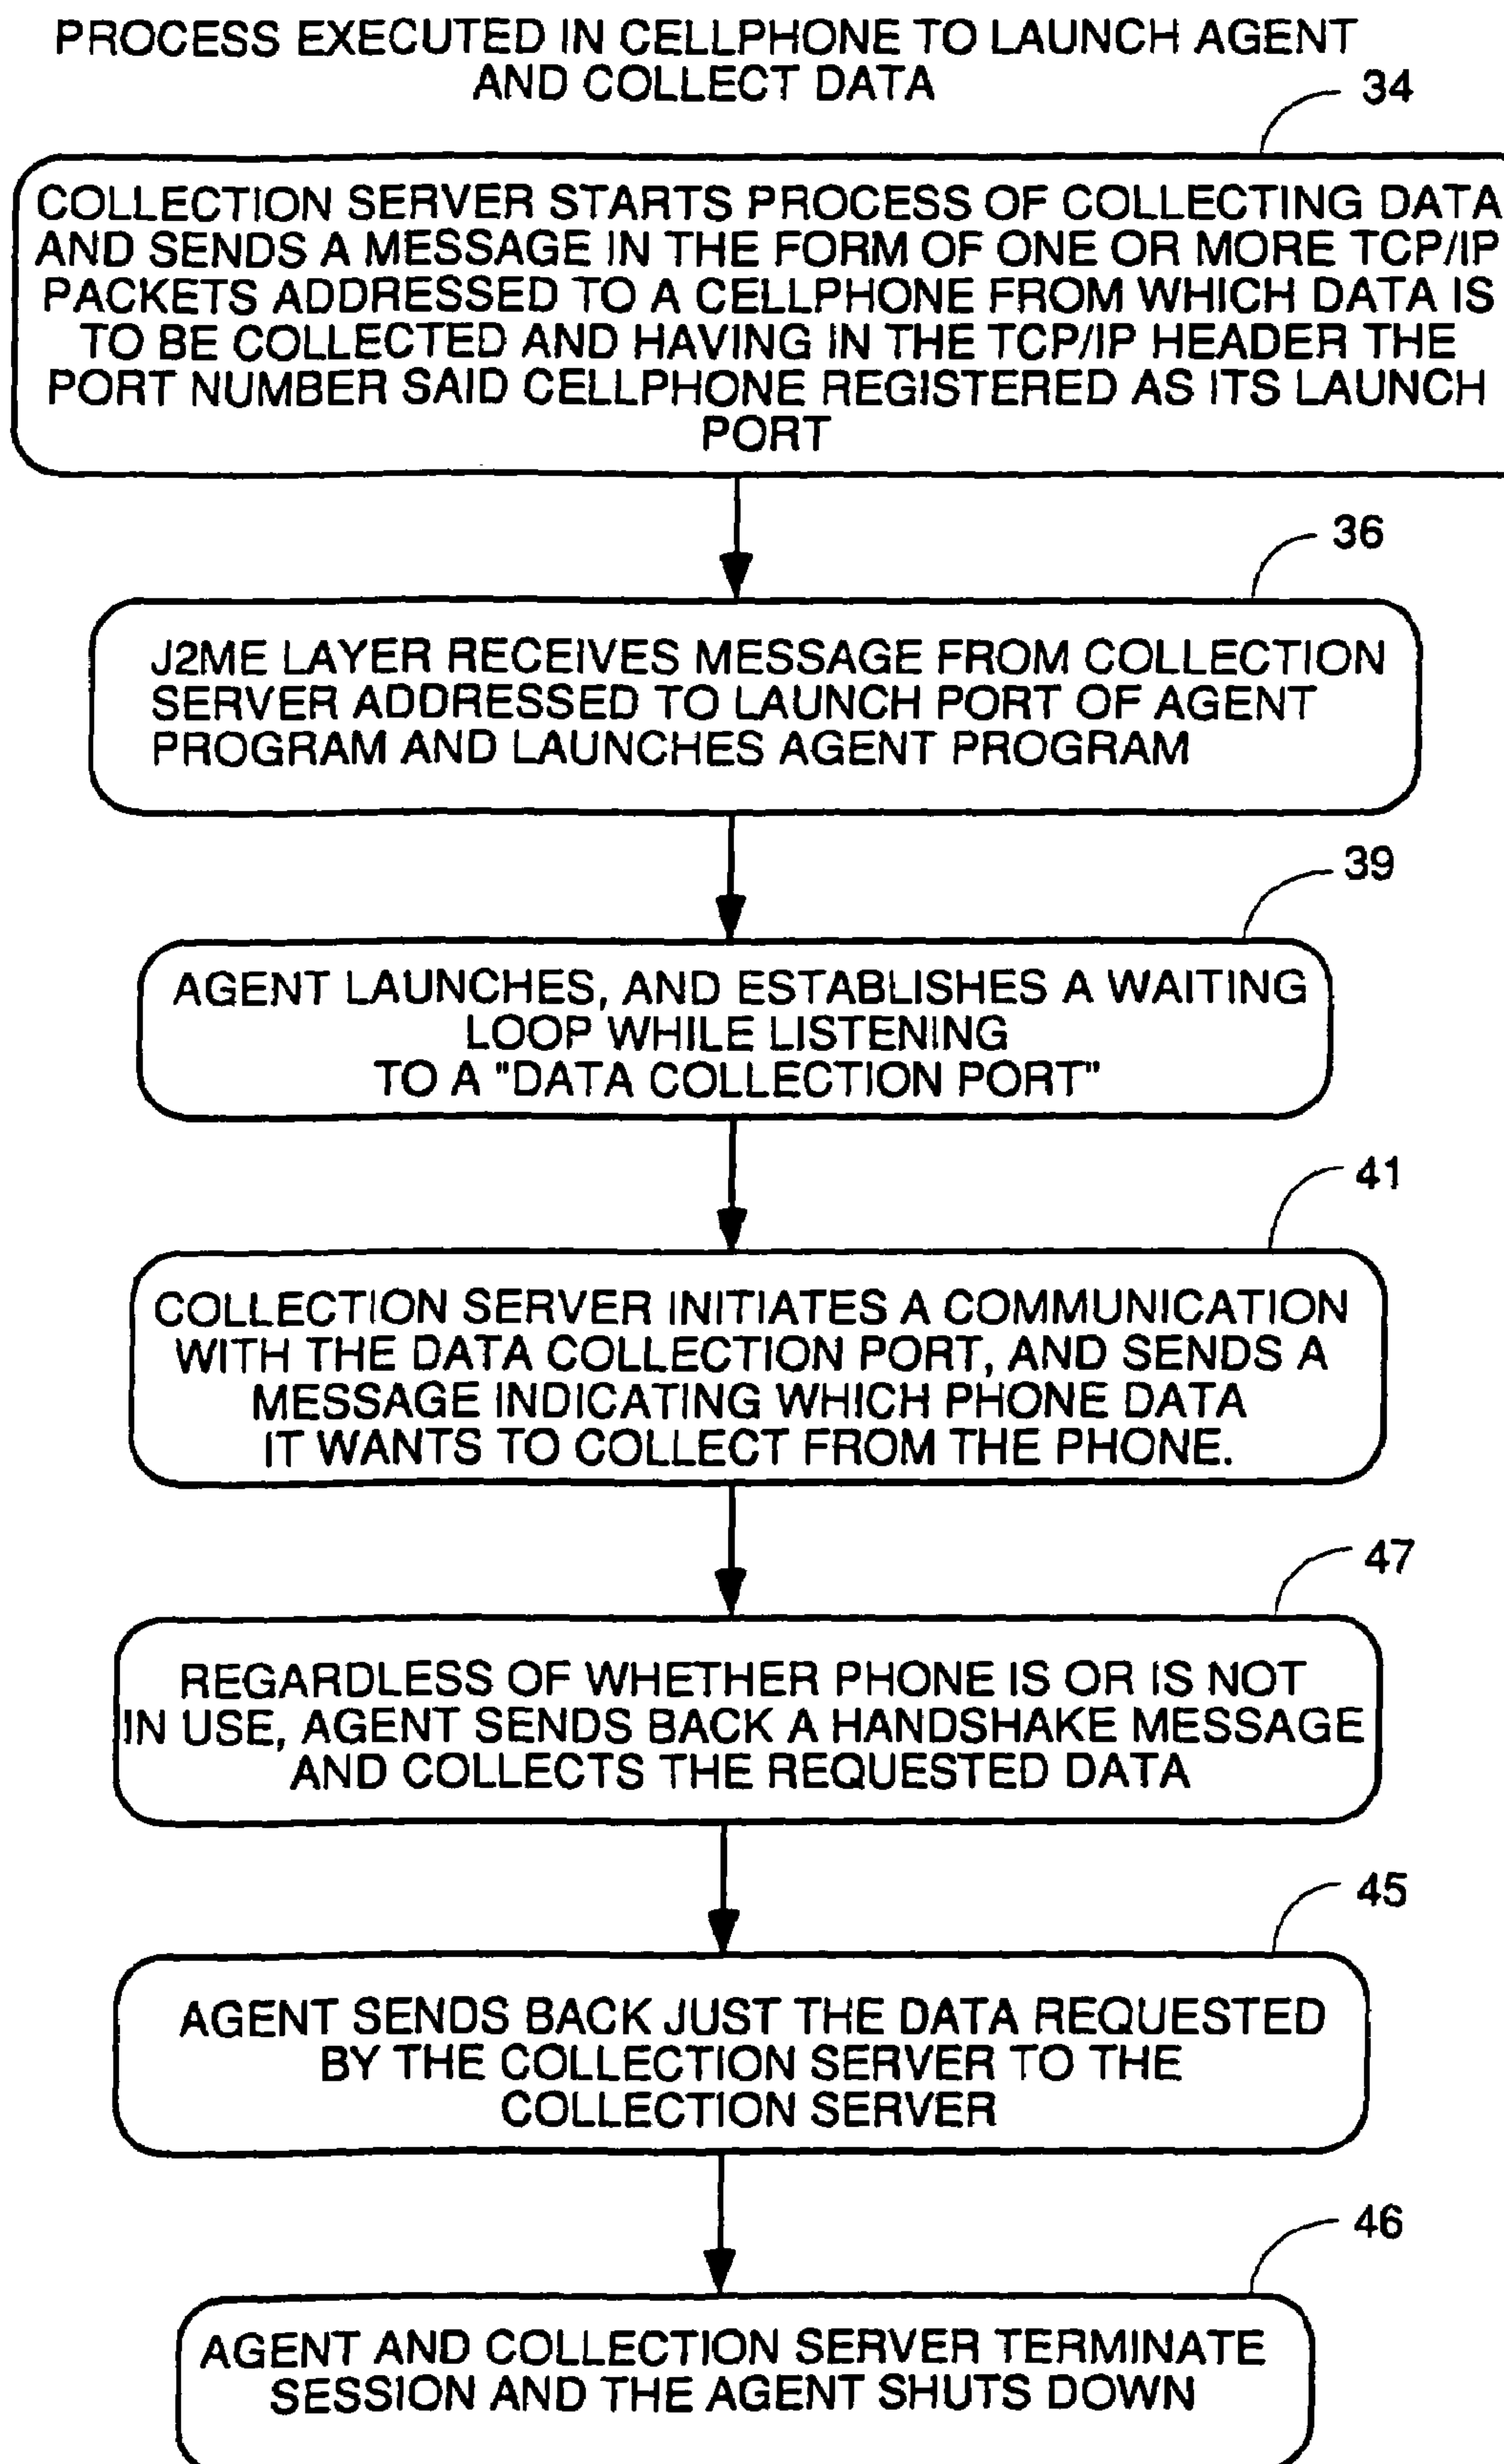 PROCESS EXECUTED IN CELLPHONE TO LAUNCH AGENT
AND COLLECT DATA
34
COLLECTION SERVER STARTS PROCESS OF COLLECTING DATA
AND SENDS A MESSAGE IN THE FORM OF ONE OR MORE TCP/IP
PACKETS ADDRESSED TO A CELLPHONE FROM WHICH DATA IS
TO BE COLLECTED AND HAVING IN THE TCP/IP HEADER THE
PORT NUMBER SAID CELLPHONE REGISTERED AS ITS LAUNCH
PORT
36
J2ME LAYER RECEIVES MESSAGE FROM COLLECTION
SERVER ADDRESSED TO LAUNCH PORT OF AGENT
PROGRAM AND LAUNCHES AGENT PROGRAM
39
AGENT LAUNCHES, AND ESTABLISHES A WAITING
LOOP WHILE LISTENING
TO A "DATA COLLECTION PORT"
41
COLLECTION SERVER INITIATES A COMMUNICATION
WITH THE DATA COLLECTION PORT, AND SENDS A
MESSAGE INDICATING WHICH PHONE DATA
IT WANTS TO COLLECT FROM THE PHONE.
47
REGARDLESS OF WHETHER PHONE IS OR IS NOT
IN USE, AGENT SENDS BACK A HANDSHAKE MESSAGE
AND COLLECTS THE REQUESTED DATA
45
AGENT SENDS BACK JUST THE DATA REQUESTED
BY THE COLLECTION SERVER TO THE
COLLECTION SERVER
46
AGENT AND COLLECTION SERVER TERMINATE
SESSION AND THE AGENT SHUTS DOWN